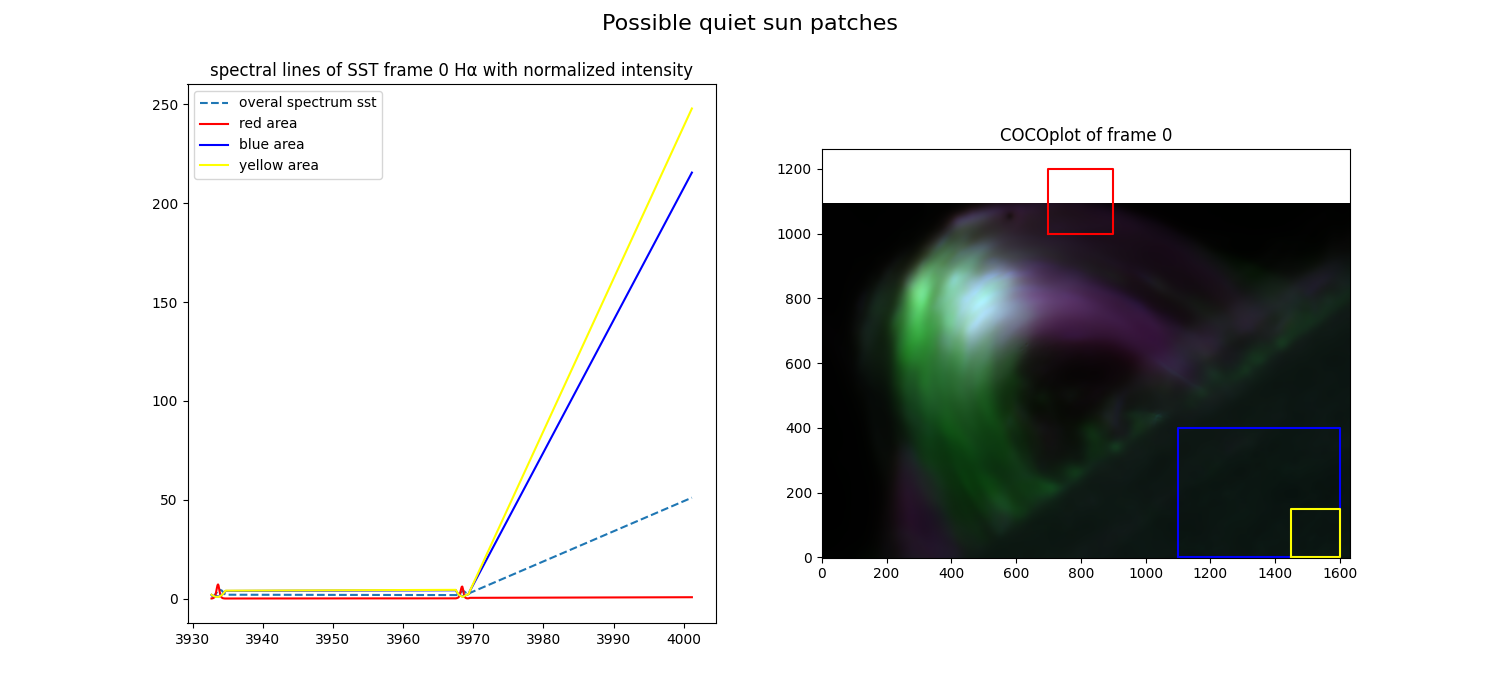 Possible quiet sun patches
spectral lines of SST frame 0 Hα with normalized intensity
overal spectrum sst
red area
blue area
yellow area
250
200
150
100
50
0
3930 3940 3950 3960 3970 3980 3990 4000
COCOplot of frame 0
1200
1000
800
600
400
200
0
0 200 400 600 800 1000 1200 1400 1600